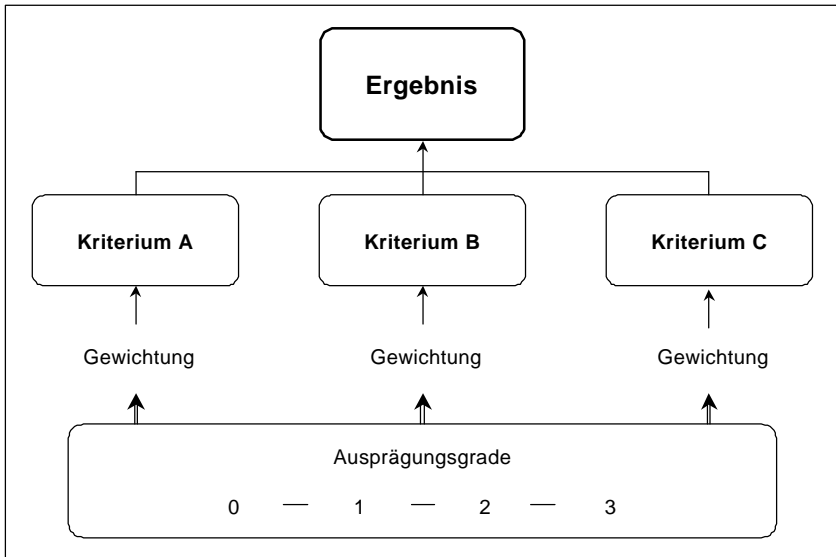 Ergebnis
Kriterium A Kriterium B Kriterium C
Gewichtung Gewichtung Gewichtung
Ausprägungsgrade
0 — 1 — 2 — 3